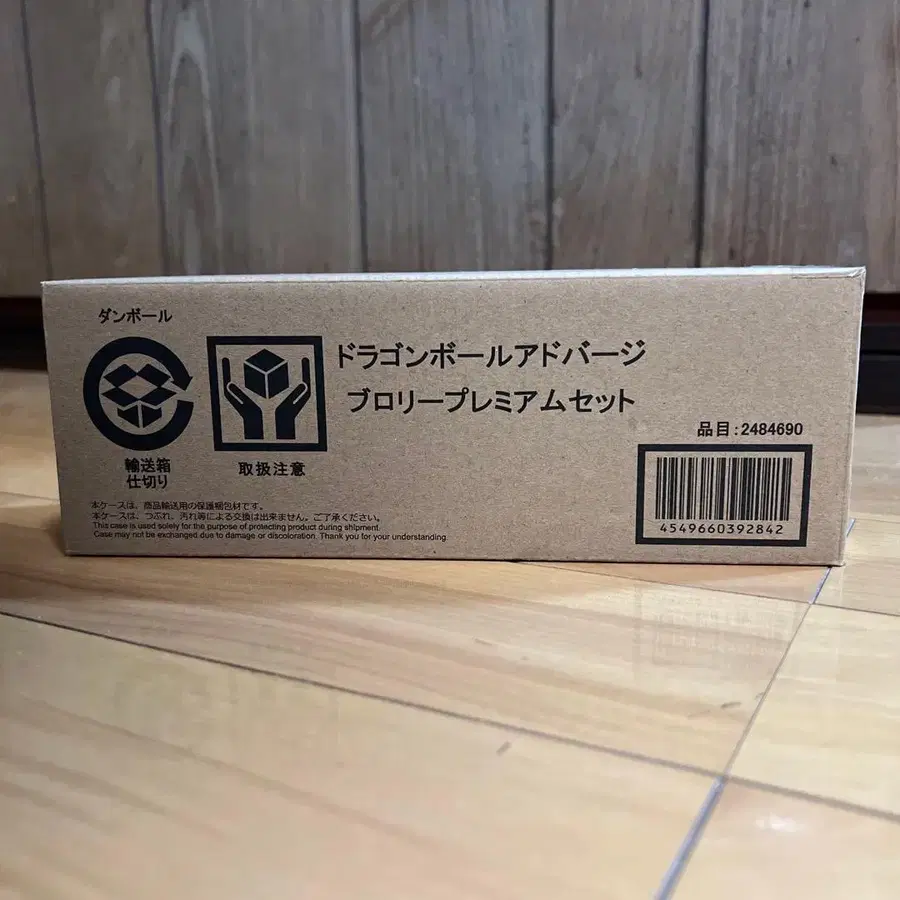 ダンボール
輸送箱
仕切り
取扱注意
ドラゴンボールアドバージ
ブロリープレミアムセット
品目:2484690
4549660392842
本ケースは、商品輸送用の保護梱包材です。
本ケースは、つぶれ、汚れ等による交換は出来ません。ご了承ください。
This case is used solely for the purpose of protecting product during shipment.
Case may not be exchanged due to damage or discoloration. Thank you for your understanding.